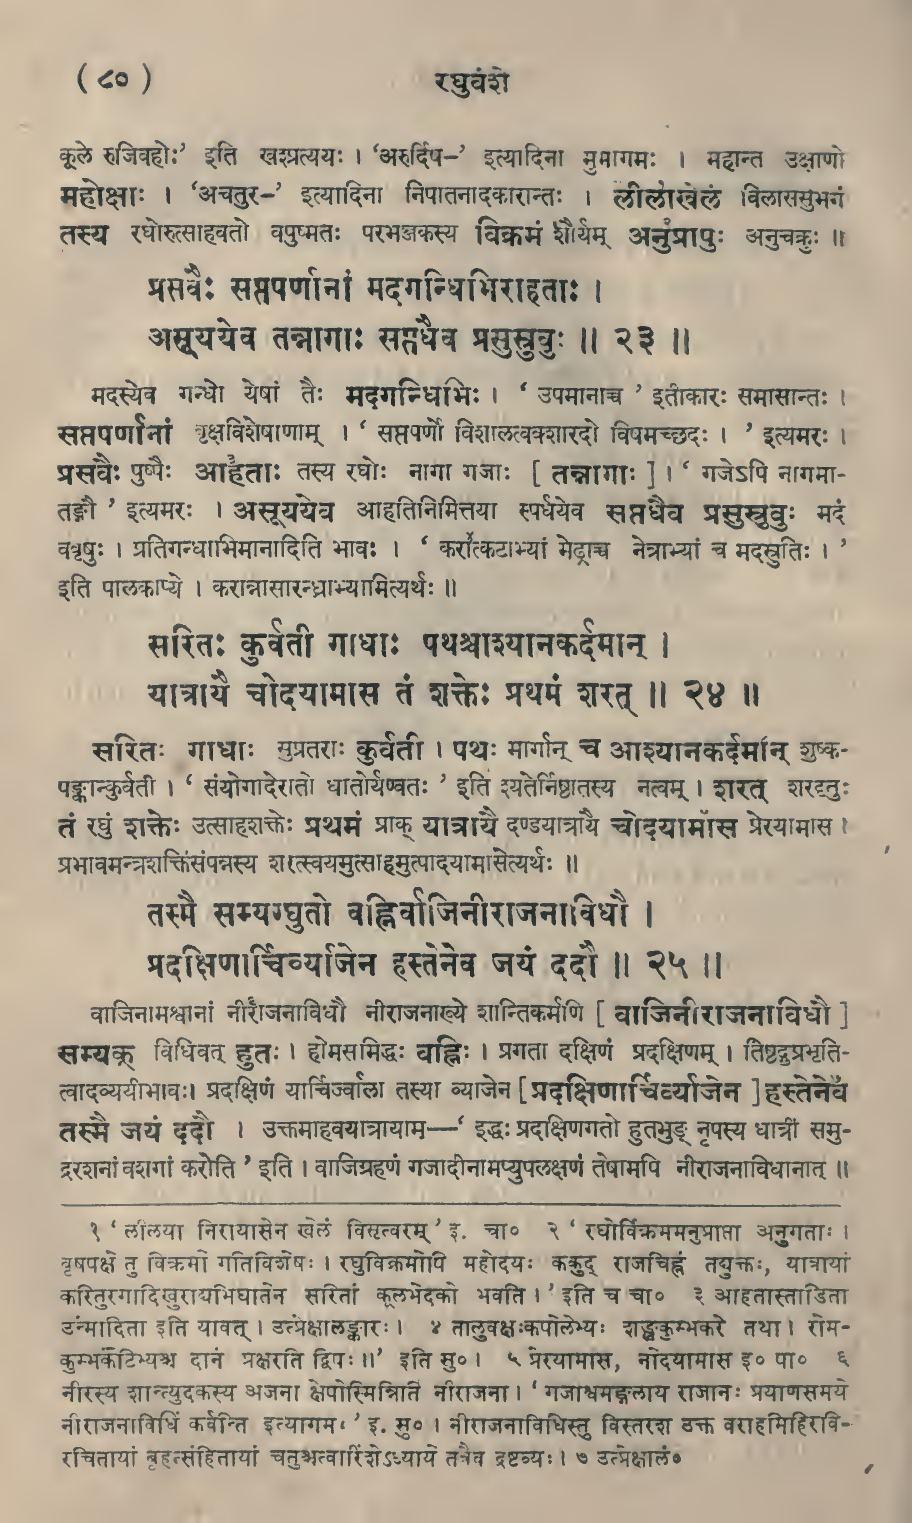 ( ८० ) रघुवंशे
कूले रुजिवहोः’ इति खश्प्रत्ययः । ‘अरुर्द्विष-’ इत्यादिना मुमागमः । महान्त उक्षाणो
महोक्षाः । ‘अचतुर-’ इत्यादिना निपातनादकारान्तः । लीलाखेलं विलाससुभगं
तस्य रघोरुत्साहवतो वपुष्मतः परभञ्जकस्य विक्रमं शौर्यम् अनुप्रापुः अनुचक्रुः ॥
प्रसवैः सप्तपर्णानां मदगन्धिभिराहताः ।
असूययेव तन्नागाः सप्तधैव प्रसुस्रुवुः ॥ २३ ॥
मदस्येव गन्धो येषां तैः मदगन्धिभिः । ‘ उपमानाच्च ’ इतीकारः समासान्तः ।
सप्तपर्णानां वृक्षविशेषाणाम् । ‘ सप्तपर्णो विशालत्वक्शारदो विषमच्छदः । ’ इत्यमरः ।
प्रसवैः पुष्पैः आहताः तस्य रघोः नागा गजाः [ तन्नागाः ] । ‘ गजेऽपि नागमा-
तङ्गौ ’ इत्यमरः । असूययेव आहतिनिमित्तया स्पर्धयेव सप्तधैव प्रसुस्रुवुः मदं
ववृषुः । प्रतिगन्धाभिमानादिति भावः । ‘ करात्कटाभ्यां मेढ्राच्च नेत्राभ्यां च मदस्रुतिः । ’
इति पालकाप्ये । करान्नासारन्ध्राभ्यामित्यर्थः ॥
सरितः कुर्वती गाधाः पथश्चाश्यानकर्दमान् ।
यात्रायै चोदयामास तं शक्तेः प्रथमं शरत् ॥ २४ ॥
सरितः गाधाः सुप्रतराः कुर्वती । पथः मार्गान् च आश्यानकर्दमान् शुष्क-
पङ्कान्कुर्वती । ‘ संयोगादेरातो धातोर्यण्वतः ’ इति श्यतेर्निष्ठातस्य नत्वम् । शरत् शरदृतुः
तं रघुं शक्तेः उत्साहशक्तेः प्रथमं प्राक् यात्रायै दण्डयात्रायै चोदयामास प्रेरयामास ।
प्रभावमन्त्रशक्तिसंपन्नस्य शरत्स्वयमुत्साहमुत्पादयामासेत्यर्थः ॥
तस्मै सम्यग्घुतो वह्निर्वाजिनीराजनाविधौ ।
प्रदक्षिणार्चिर्व्याजेन हस्तेनेव जयं ददौ ॥ २५ ॥
वाजिनामश्वानां नीराजनाविधौ नीराजनाख्ये शान्तिकर्मणि [ वाजिनीराजनाविधौ ]
सम्यक् विधिवत् हुतः । होमसमिद्धः वह्निः । प्रगता दक्षिणं प्रदक्षिणम् । तिष्ठद्गुप्रभृति-
त्वादव्ययीभावः। प्रदक्षिणं यार्चिर्ज्वाला तस्या व्याजेन [ प्रदक्षिणार्चिर्व्याजेन ] हस्तेनेव
तस्मै जयं ददौ । उक्तमाहवयात्रायाम्—‘ इद्धः प्रदक्षिणगतो हुतभुङ् नृपस्य धात्रीं समु-
द्ररशनां वशगां करोति ’ इति । वाजिग्रहणं गजादीनामप्युपलक्षणं तेषामपि नीराजनाविधानात् ॥
१ ‘ लीलया निरायासेन खेलं विसृत्वरम् ’ इ. चा० २ ‘ रघोर्विक्रममनुप्राप्ता अनुगताः ।
वृषपक्षे तु विक्रमो गतिविशेषः । रघुविक्रमोपि महोदयः ककुद् राजचिह्नं तद्युक्तः, यात्रायां
करितुरगादिखुराद्यभिघातेन सरितां कूलभेदको भवति । ’ इति च चा० ३ आहतास्ताडिता
उन्मादिता इति यावत् । उत्प्रेक्षालङ्कारः । ४ तालुवक्षःकपोलेभ्यः शङ्खकुम्भकरे तथा । रोम-
कुम्भकटिभ्यश्च दानं प्रक्षरति द्विपः ॥’ इति सु० । ५ प्रेरयामास, नोदयामास इ० पा० ६
नीरस्य शान्त्युदकस्य अजना क्षेपोस्मिन्निति नीराजना । ‘ गजाश्वमङ्गलाय राजानः प्रयाणसमये
नीराजनाविधिं कर्वन्ति इत्यागमः ’ इ. सु० । नीराजनाविधिस्तु विस्तरश उक्त वराहमिहिरवि-
रचितायां बृहत्संहितायां चतुश्चत्वारिंशेऽध्याये तत्रैव द्रष्टव्यः । ७ उत्प्रेक्षालं०